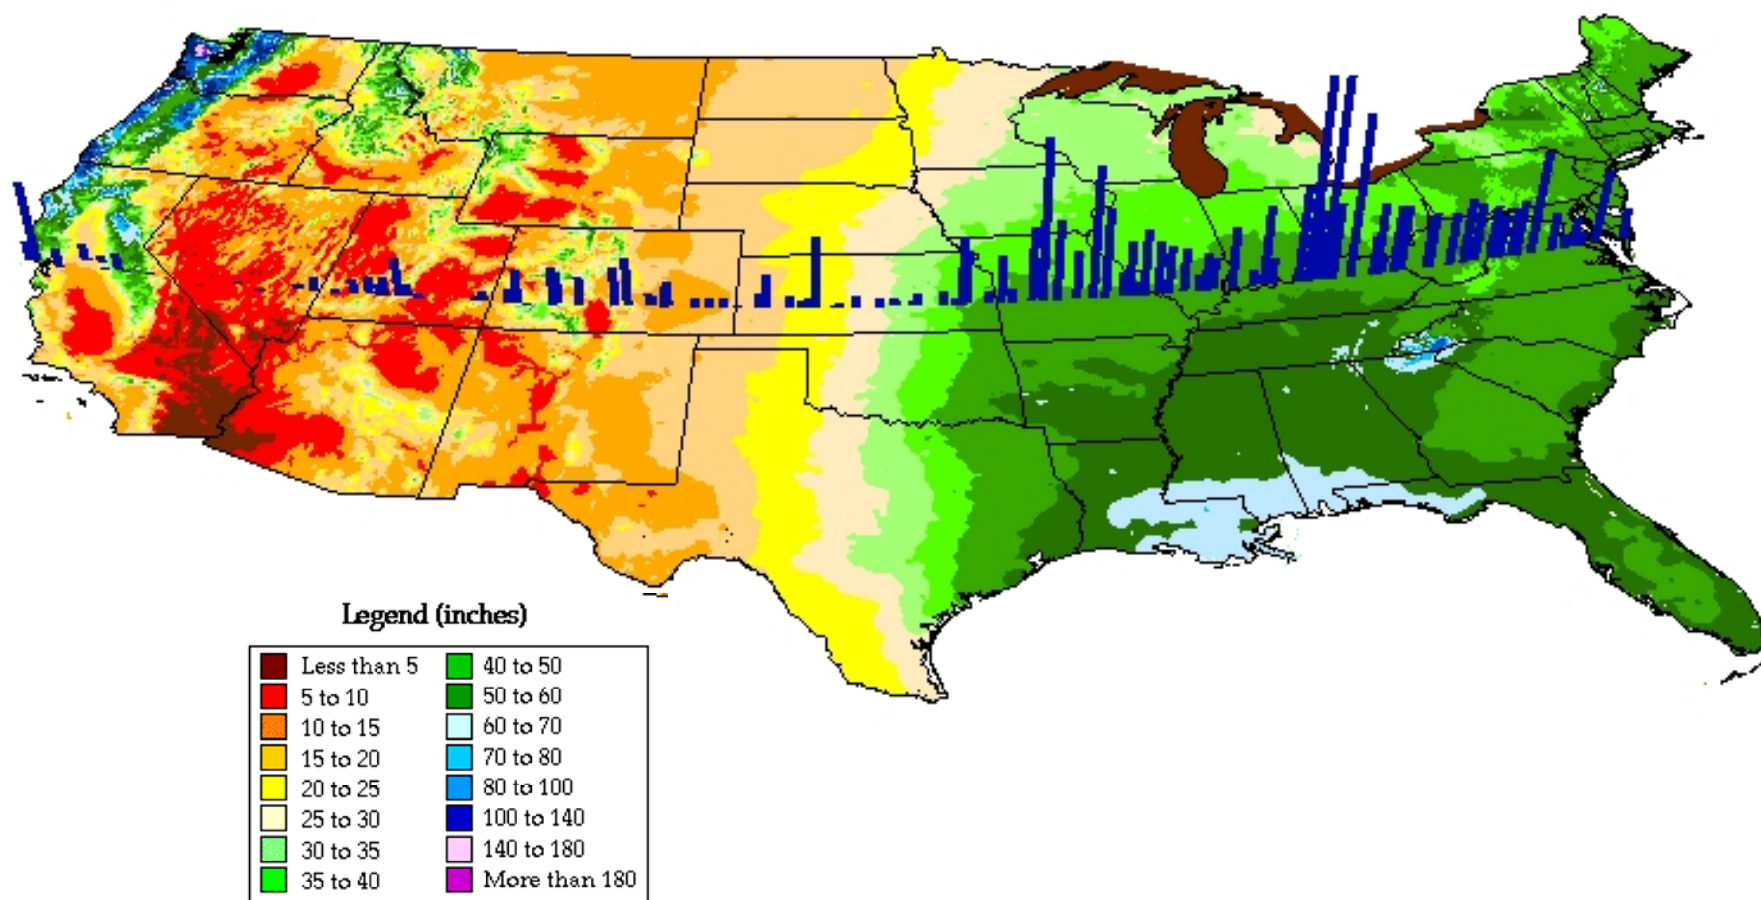 Legend (inches)
Less than 5
5 to 10
10 to 15
15 to 20
20 to 25
25 to 30
30 to 35
35 to 40
40 to 50
50 to 60
60 to 70
70 to 80
80 to 100
100 to 140
140 to 180
More than 180